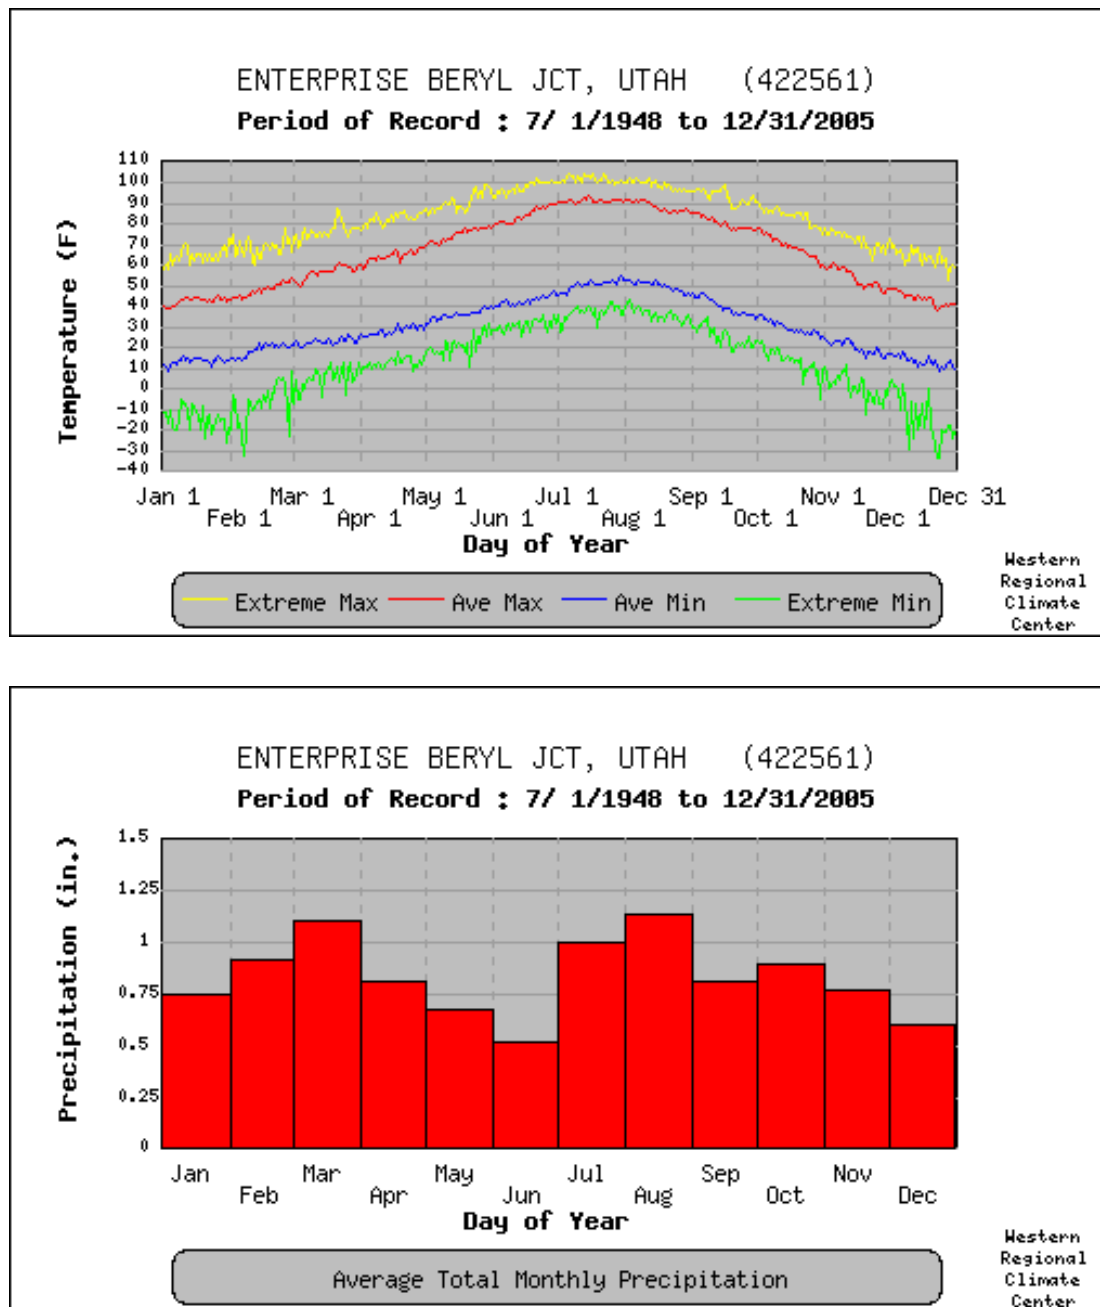 ENTERPRISE BERYL JCT, UTAH (422561)
Period of Record : 7/ 1/1948 to 12/31/2005
Temperature (F)
110
100
90
80
70
60
50
40
30
20
10
0
-10
-20
-30
-40
Jan 1 Mar 1 May 1 Jul 1 Sep 1 Nov 1 Dec 31
Feb 1 Apr 1 Jun 1 Aug 1 Oct 1 Dec 1
Day of Year
Extreme Max Ave Max Ave Min Extreme Min
Western
Regional
Climate
Center
ENTERPRISE BERYL JCT, UTAH (422561)
Period of Record : 7/ 1/1948 to 12/31/2005
Precipitation (in.)
1.5
1.25
1
0.75
0.5
0.25
0
Jan Mar May Jul Sep Nov
Feb Apr Jun Aug Oct Dec
Day of Year
Average Total Monthly Precipitation
Western
Regional
Climate
Center